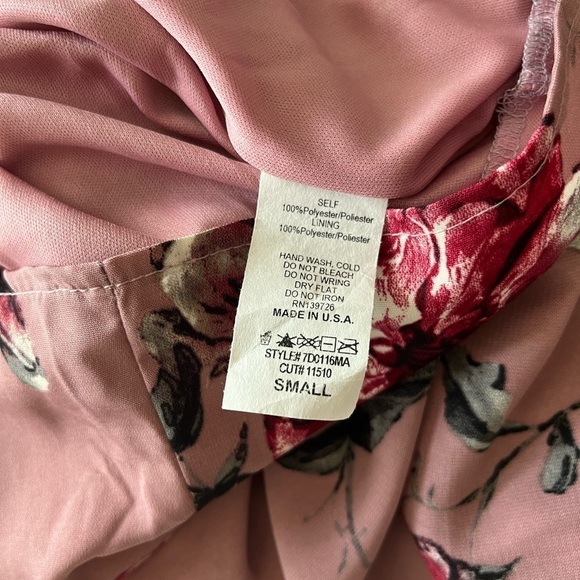 SELF
100%Polyester/Poliester
LINING
100%Polyester/Poliester
HAND WASH, COLD
DO NOT BLEACH
DO NOT WRING
DRY FLAT
DO NOT IRON
RN139726
MADE IN U.S.A.
STYLE# 7D0116MA
CUT# 11510
SMALL